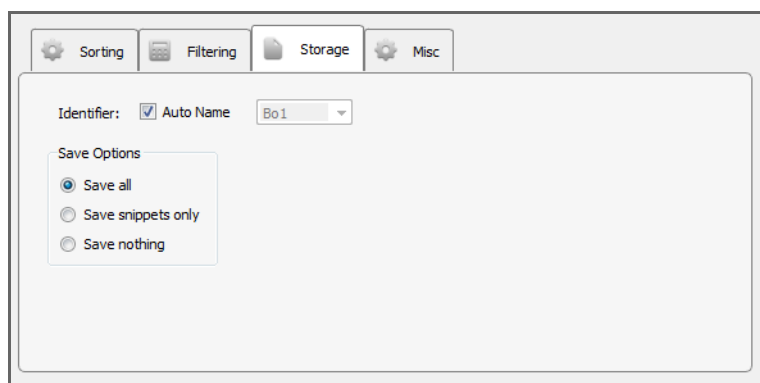 Sorting Filtering Storage Misc
Identifier: Auto Name Bo1
Save Options
Save all
Save snippets only
Save nothing